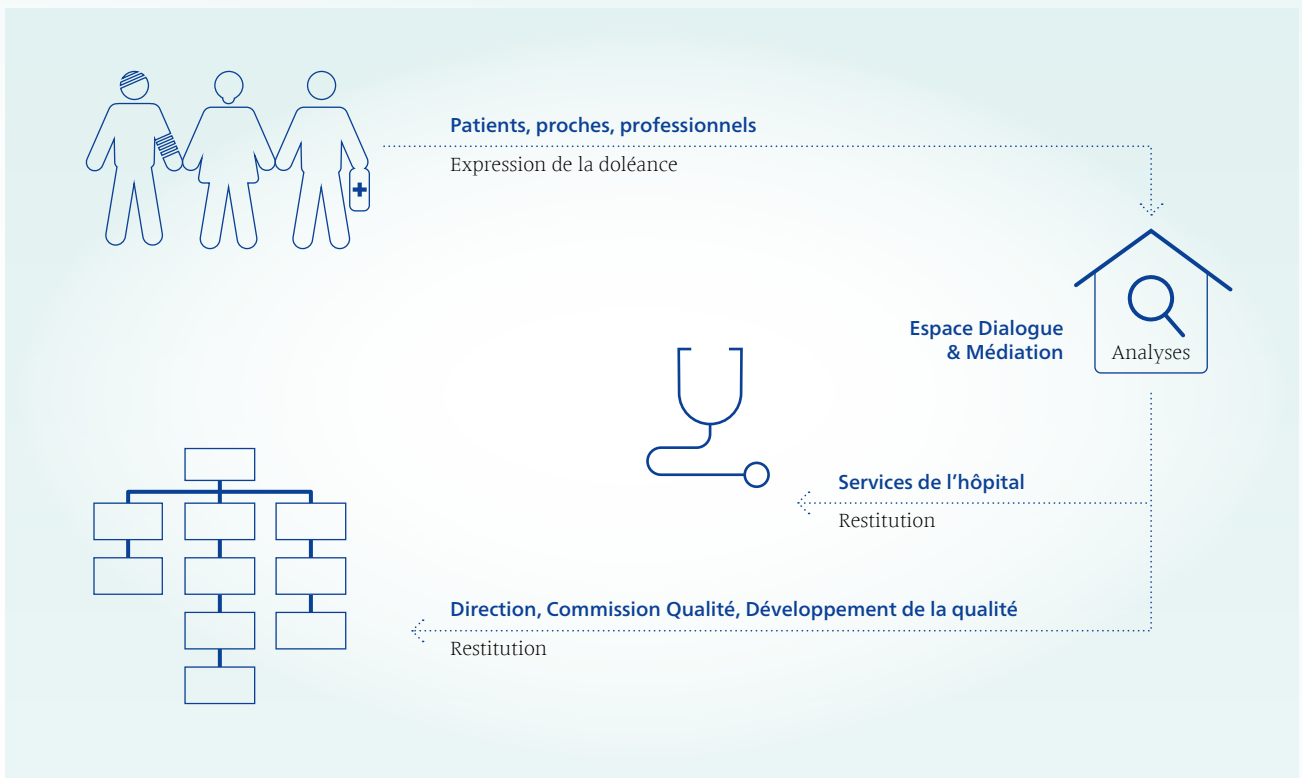 Patients, proches, professionnels
Expression de la doléance
Espace Dialogue
& Médiation
Analyses
Services de l’hôpital
Restitution
Direction, Commission Qualité, Développement de la qualité
Restitution